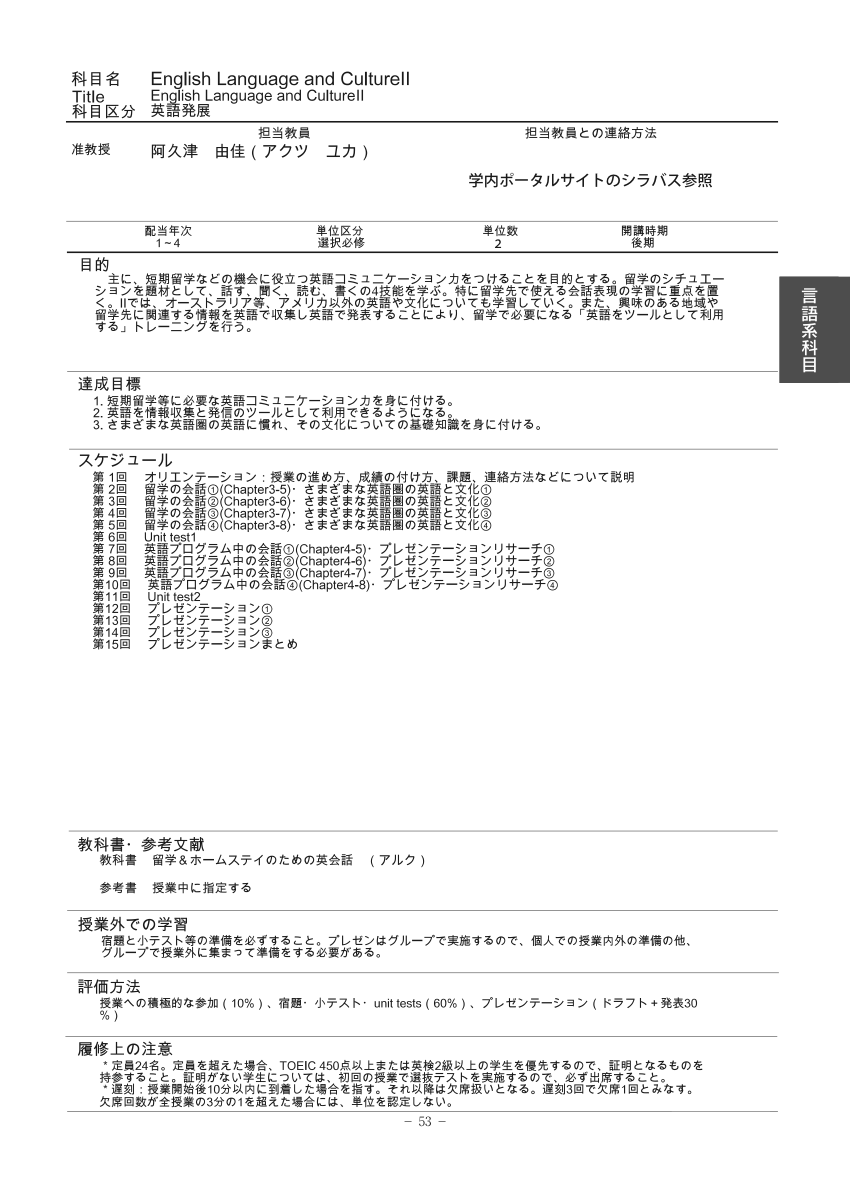 科目名 English Language and CultureII
Title English Language and CultureII
科目区分 英語発展
担当教員 担当教員との連絡方法
准教授 阿久津 由佳(アクツ ユカ)
学内ポータルサイトのシラバス参照
配当年次 単位区分 単位数 開講時期
1~4 選択必修 2 後期
目的
主に、短期留学などの機会に役立つ英語コミュニケーション力をつけることを目的とする。留学のシチュエー
ションを題材として、話す、聞く、読む、書くの4技能を学ぶ。特に留学先で使える会話表現の学習に重点を置
く。IIでは、オーストラリア等、アメリカ以外の英語や文化についても学習していく。また、興味のある地域や
留学先に関連する情報を英語で収集し英語で発表することにより、留学で必要になる「英語をツールとして利用
する」トレーニングを行う。
言語系科目
達成目標
1. 短期留学等に必要な英語コミュニケーション力を身に付ける。
2. 英語を情報収集と発信のツールとして利用できるようになる。
3. さまざまな英語圏の英語に慣れ、その文化についての基礎知識を身に付ける。
スケジュール
第 1回 オリエンテーション:授業の進め方、成績の付け方、課題、連絡方法などについて説明
第 2回 留学の会話①(Chapter3-5)・さまざまな英語圏の英語と文化①
第 3回 留学の会話②(Chapter3-6)・さまざまな英語圏の英語と文化②
第 4回 留学の会話③(Chapter3-7)・さまざまな英語圏の英語と文化③
第 5回 留学の会話④(Chapter3-8)・さまざまな英語圏の英語と文化④
第 6回 Unit test1
第 7回 英語プログラム中の会話①(Chapter4-5)・プレゼンテーションリサーチ①
第 8回 英語プログラム中の会話②(Chapter4-6)・プレゼンテーションリサーチ②
第 9回 英語プログラム中の会話③(Chapter4-7)・プレゼンテーションリサーチ③
第10回 英語プログラム中の会話④(Chapter4-8)・プレゼンテーションリサーチ④
第11回 Unit test2
第12回 プレゼンテーション①
第13回 プレゼンテーション②
第14回 プレゼンテーション③
第15回 プレゼンテーションまとめ
教科書・参考文献
教科書 留学&ホームステイのための英会話 (アルク)
参考書 授業中に指定する
授業外での学習
宿題と小テスト等の準備を必ずすること。プレゼンはグループで実施するので、個人での授業内外の準備の他、
グループで授業外に集まって準備をする必要がある。
評価方法
授業への積極的な参加(10%)、宿題・小テスト・unit tests(60%)、プレゼンテーション(ドラフト+発表30
%)
履修上の注意
*定員24名。定員を超えた場合、TOEIC 450点以上または英検2級以上の学生を優先するので、証明となるものを
持参すること。証明がない学生については、初回の授業で選抜テストを実施するので、必ず出席すること。
*遅刻:授業開始後10分以内に到着した場合を指す。それ以降は欠席扱いとなる。遅刻3回で欠席1回とみなす。
欠席回数が全授業の3分の1を超えた場合には、単位を認定しない。
− 53 −